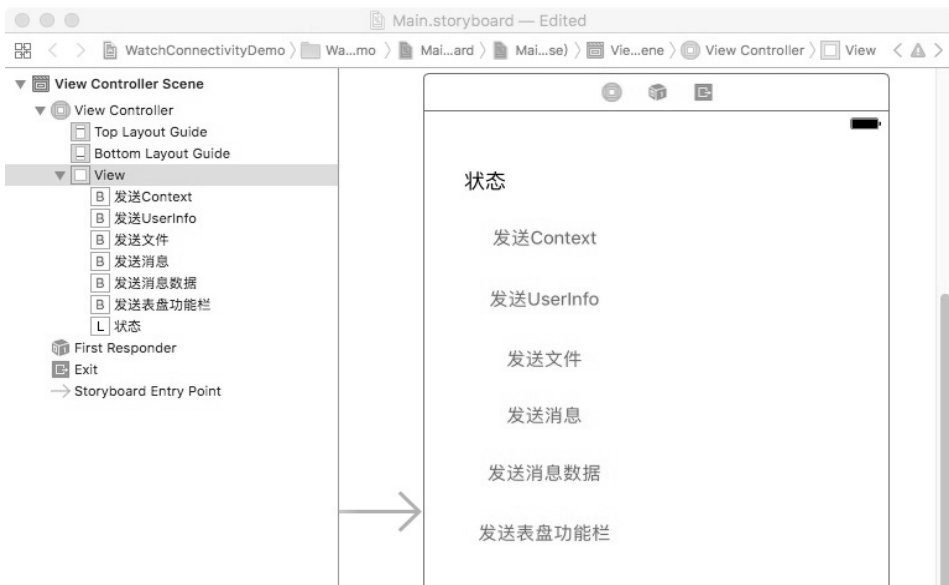 Main.storyboard — Edited
WatchConnectivityDemo 〉 Wa...mo 〉 Mai...ard 〉 Mai...se) 〉 Vie...ene 〉 View Controller 〉 View
View Controller Scene
View Controller
Top Layout Guide
Bottom Layout Guide
View
B 发送Context
B 发送UserInfo
B 发送文件
B 发送消息
B 发送消息数据
B 发送表盘功能栏
L 状态
First Responder
Exit
Storyboard Entry Point
状态
发送Context
发送UserInfo
发送文件
发送消息
发送消息数据
发送表盘功能栏